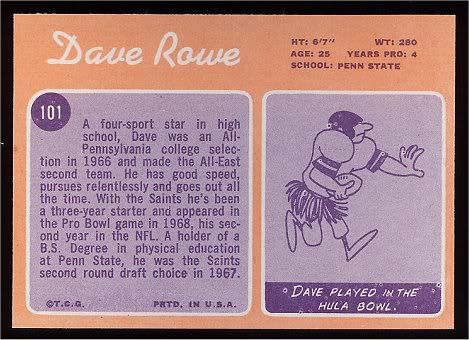 Dave Rowe
HT: 6'7" WT: 280
AGE: 25 YEARS PRO: 4
SCHOOL: PENN STATE
101
A four-sport star in high
school, Dave was an All-
Pennsylvania college selec-
tion in 1966 and made the All-East
second team. He has good speed,
pursues relentlessly and goes out all
the time. With the Saints he's been
a three-year starter and appeared in
the Pro Bowl game in 1968, his sec-
ond year in the NFL. A holder of a
B.S. Degree in physical education
at Penn State, he was the Saints
second round draft choice in 1967.
©T.C.G. PRTD. IN U.S.A.
DAVE PLAYED IN THE
HULA BOWL.